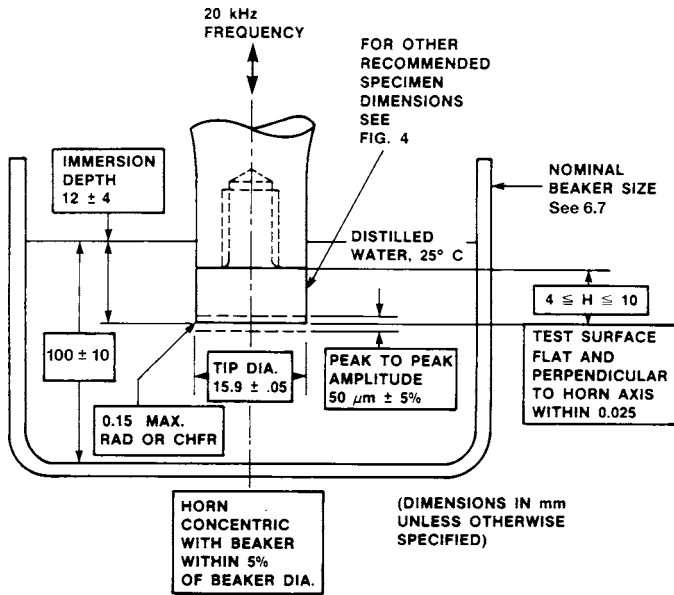 20 kHz
FREQUENCY
FOR OTHER
RECOMMENDED
SPECIMEN
DIMENSIONS
SEE
FIG. 4
IMMERSION
DEPTH
12 ± 4
NOMINAL
BEAKER SIZE
See 6.7
DISTILLED
WATER, 25° C
4 ≦ H ≦ 10
100 ± 10
TIP DIA.
15.9 ± .05
PEAK TO PEAK
AMPLITUDE
50 μm ± 5%
TEST SURFACE
FLAT AND
PERPENDICULAR
TO HORN AXIS
WITHIN 0.025
0.15 MAX.
RAD OR CHFR
HORN
CONCENTRIC
WITH BEAKER
WITHIN 5%
OF BEAKER DIA.
(DIMENSIONS IN mm
UNLESS OTHERWISE
SPECIFIED)